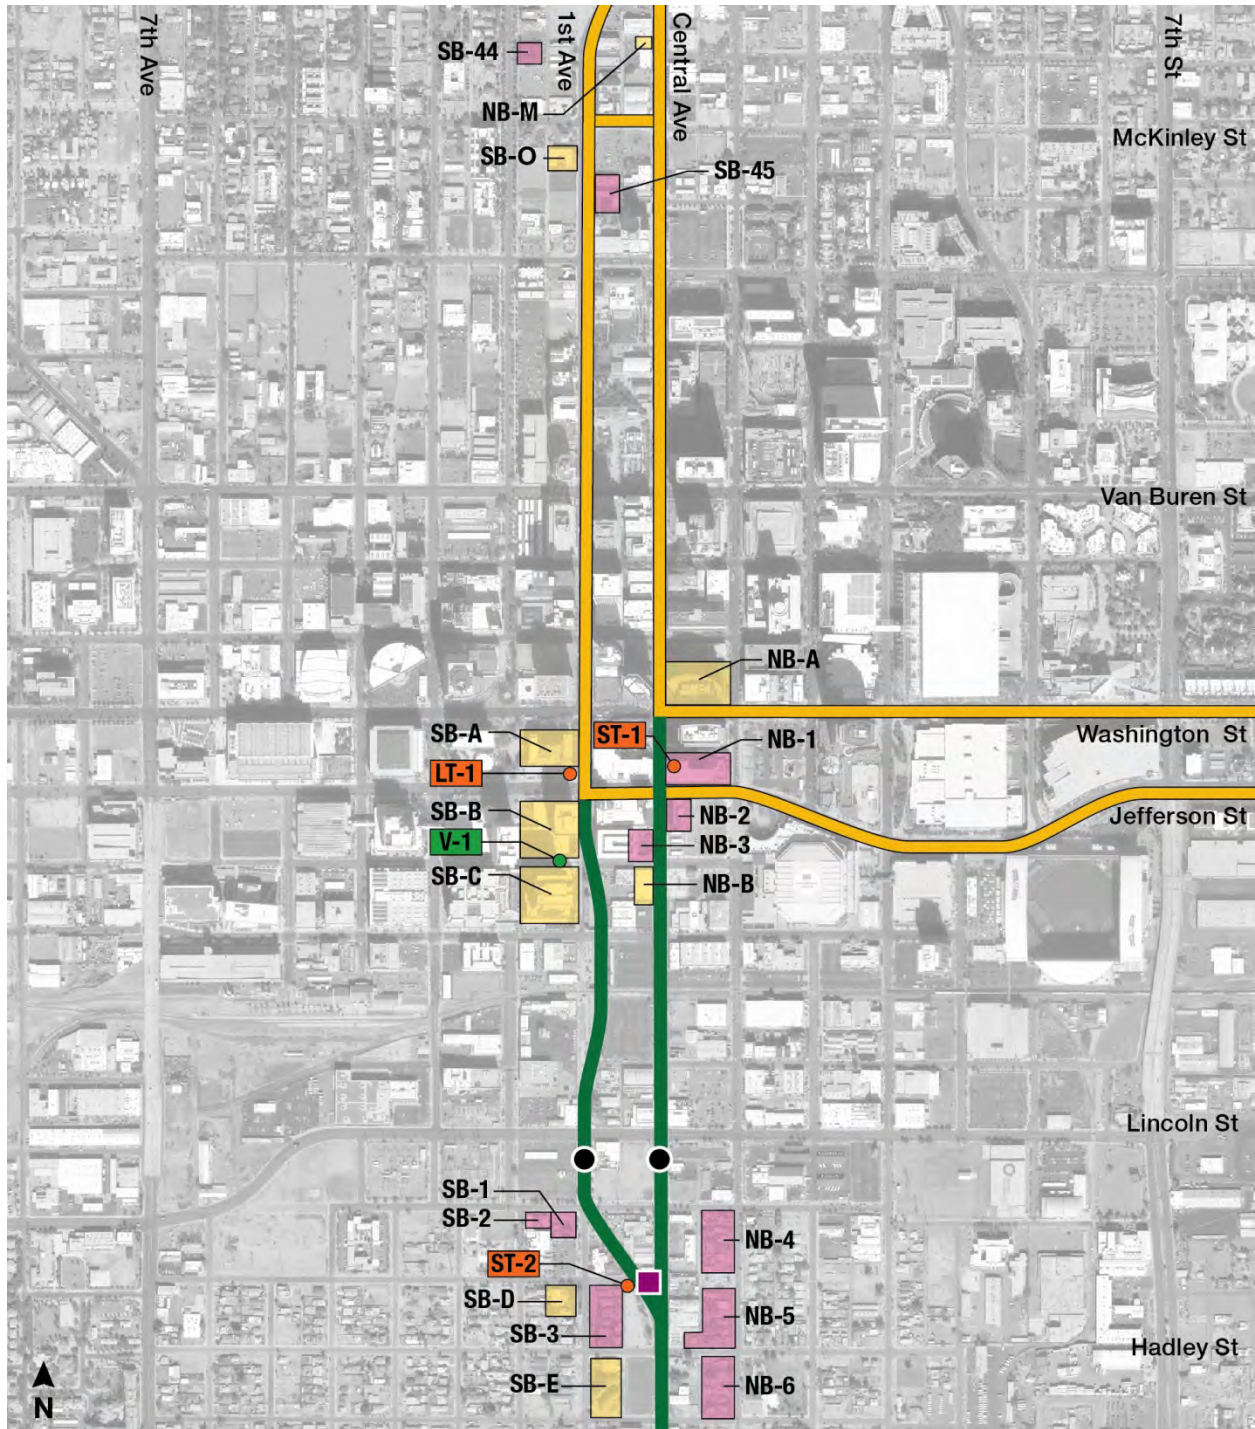 7th Ave
1st Ave
Central Ave
7th St
SB-44
NB-M
McKinley St
SB-O
SB-45
Van Buren St
NB-A
SB-A
ST-1
NB-1
Washington St
LT-1
SB-B
NB-2
Jefferson St
V-1
NB-3
SB-C
NB-B
Lincoln St
SB-1
SB-2
NB-4
ST-2
SB-D
NB-5
SB-3
Hadley St
SB-E
NB-6
N